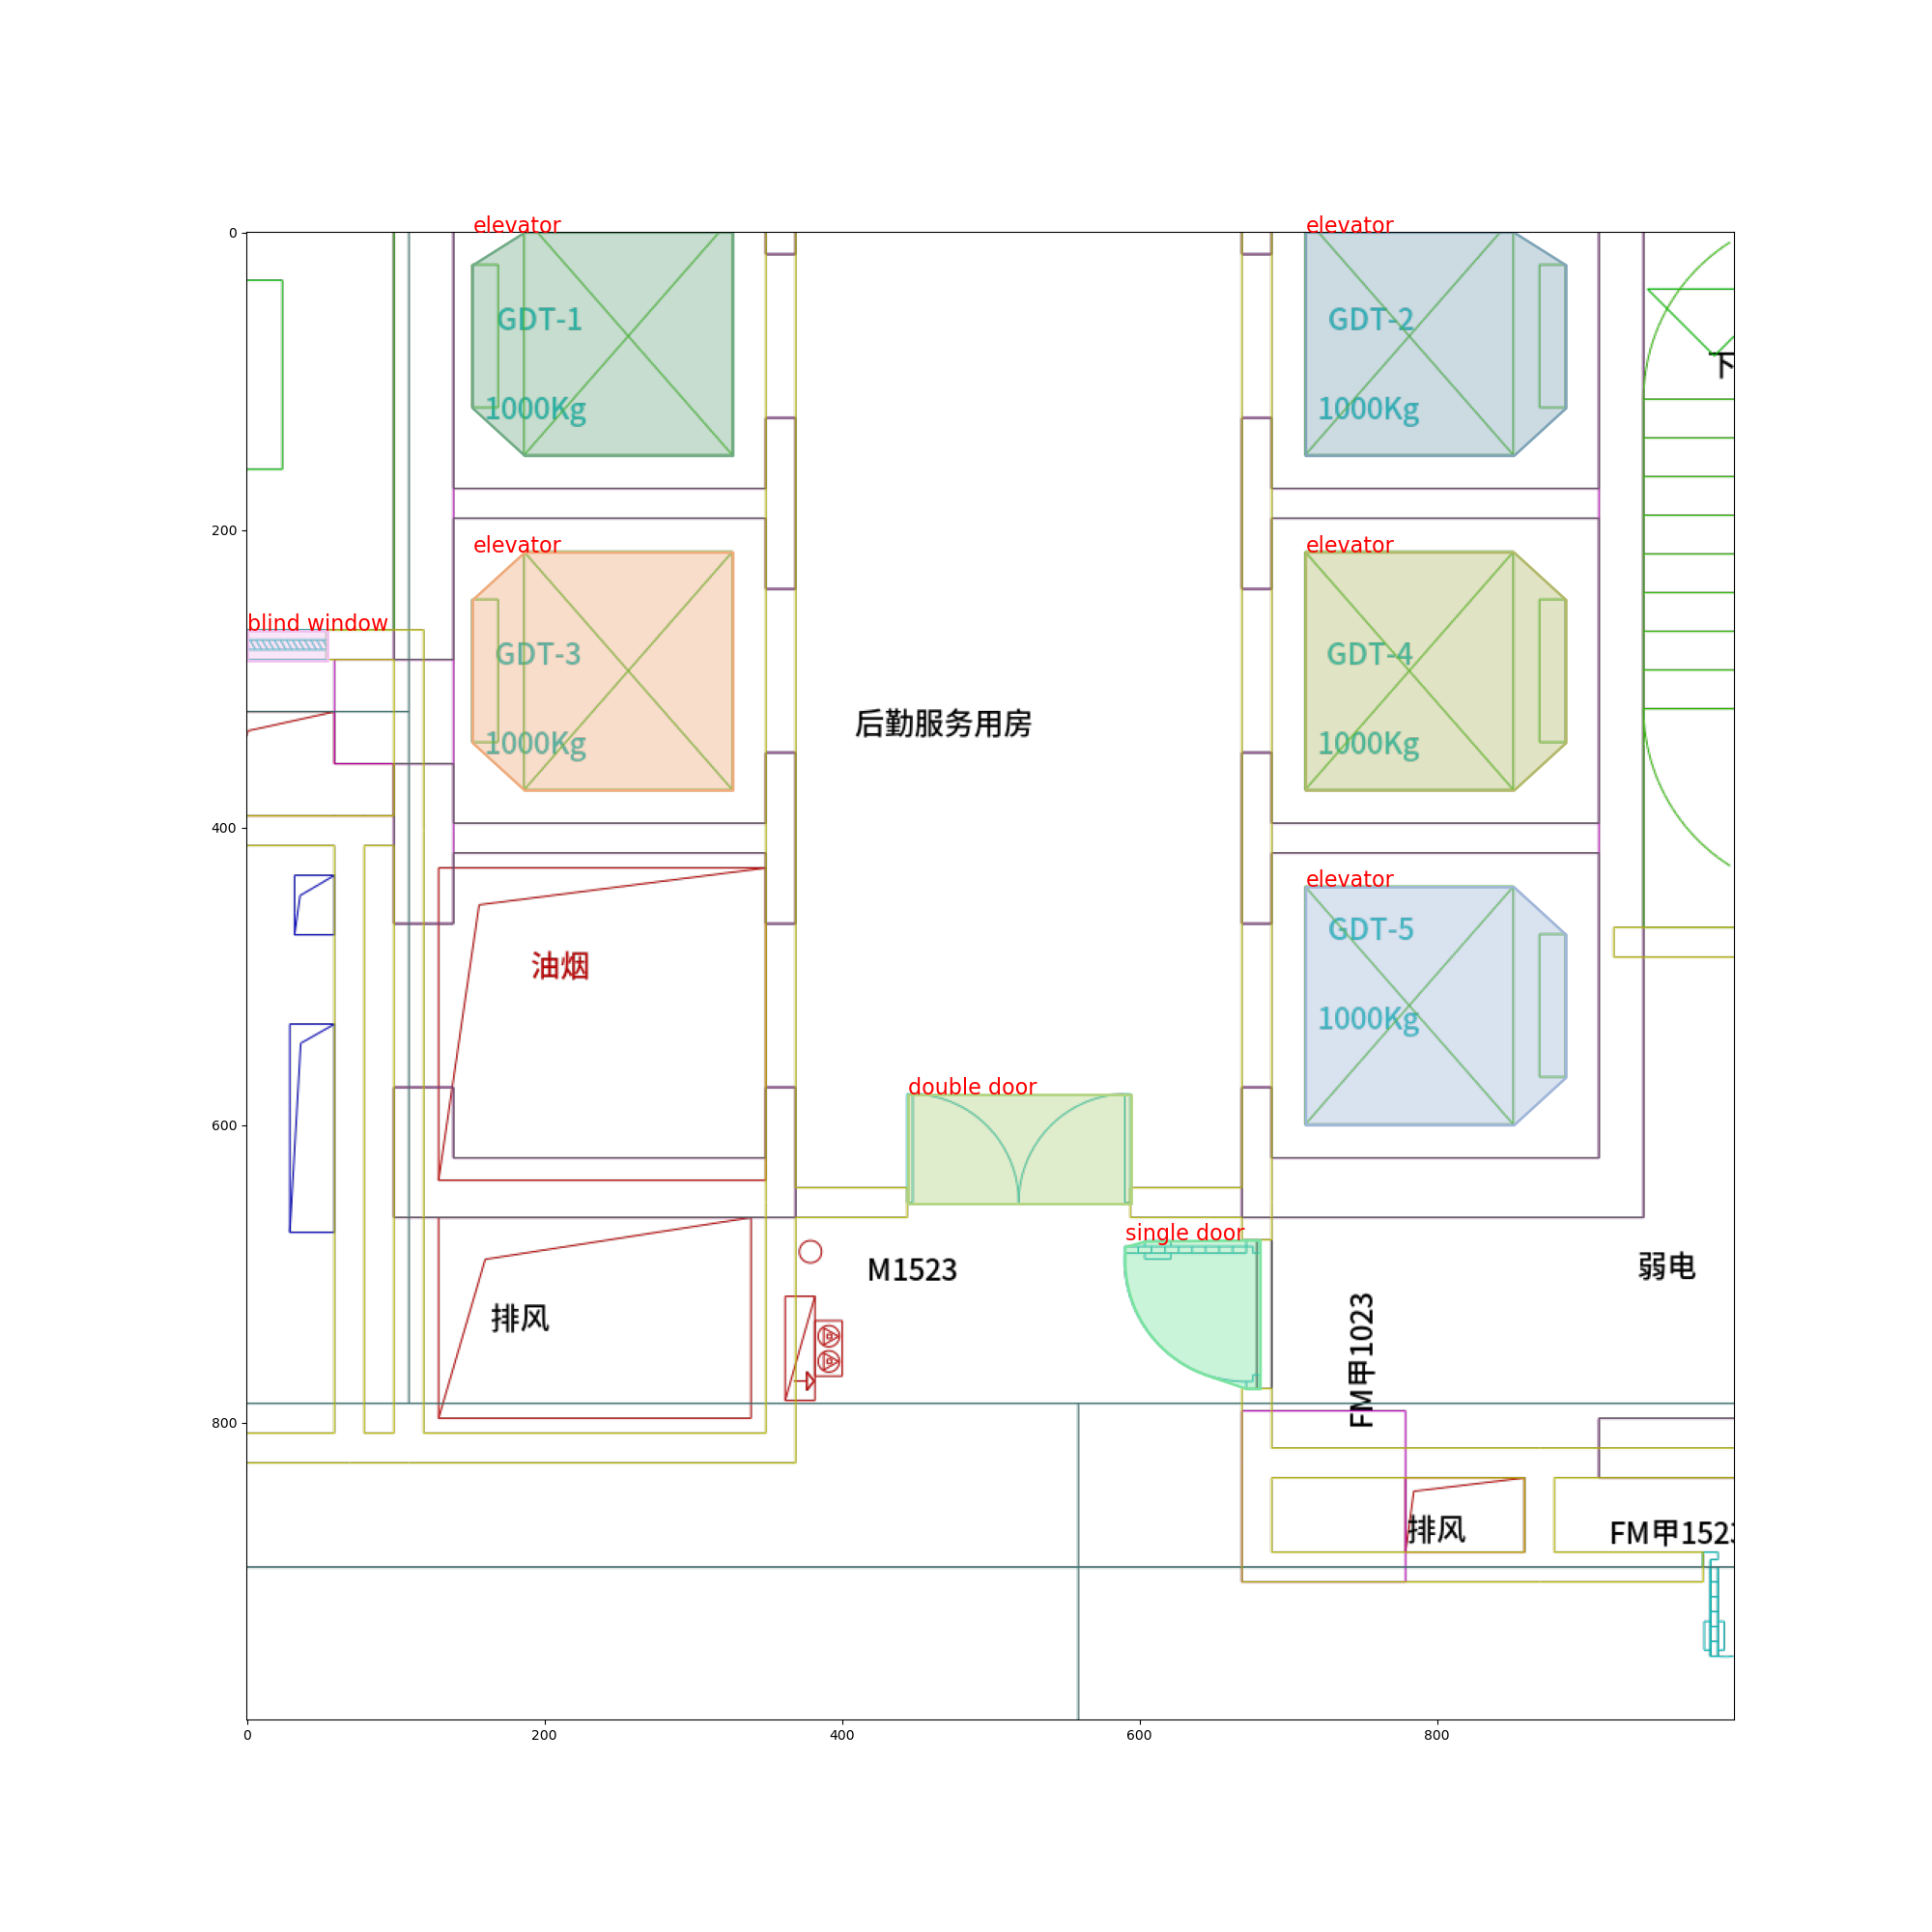 elevator
elevator
0
GDT-1
GDT-2
下
1000Kg
1000Kg
200
elevator
elevator
blind window
GDT-3
GDT-4
后勤服务用房
1000Kg
1000Kg
400
elevator
GDT-5
油烟
1000Kg
double door
600
single door
M1523
弱电
排风
FM甲1023
800
排风
FM甲1523
0
200
400
600
800